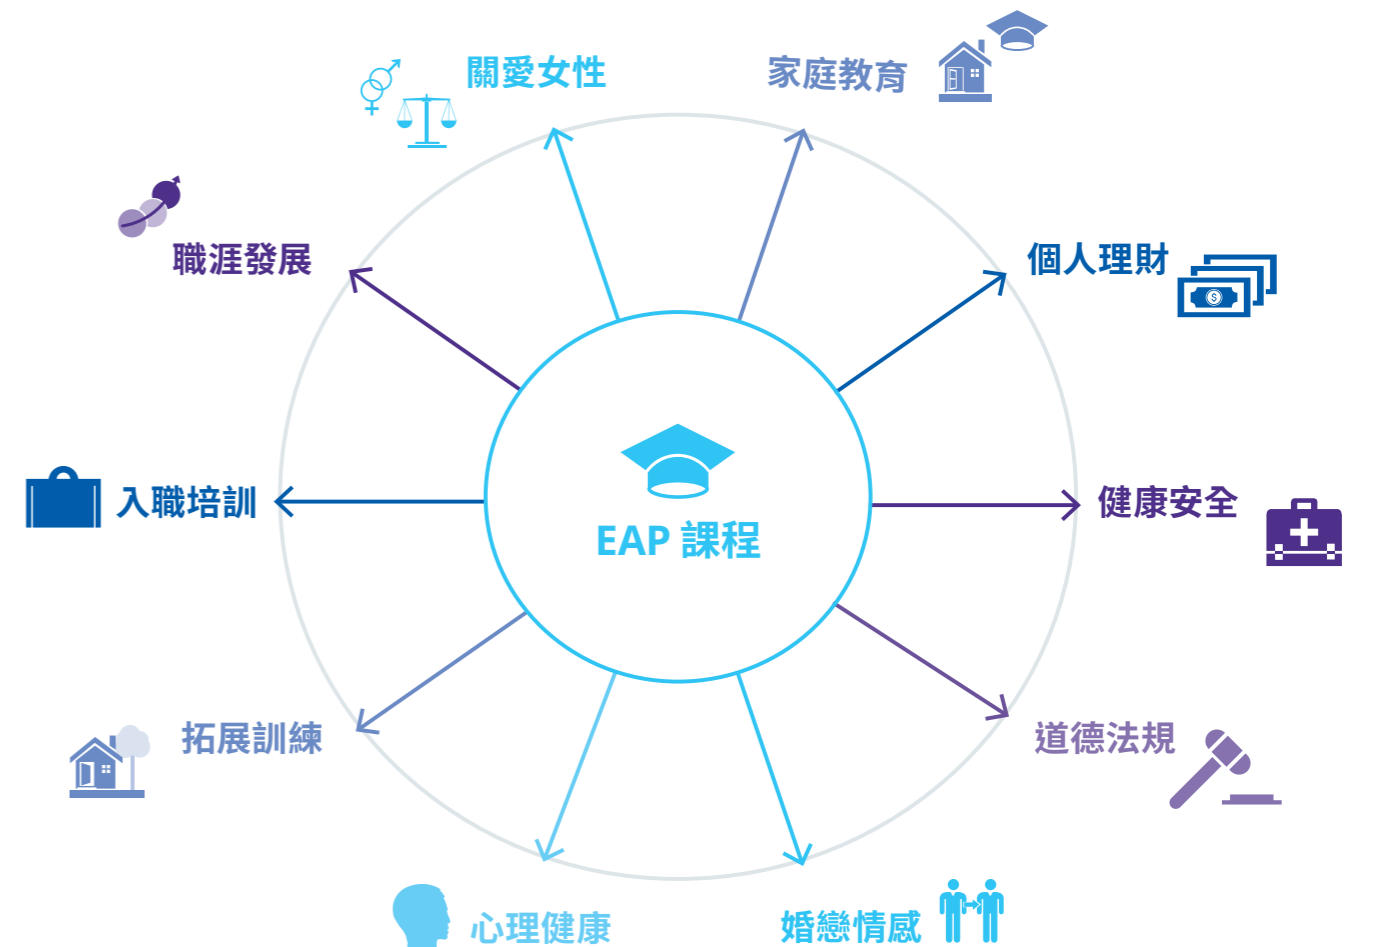 關愛女性
家庭教育
職涯發展
個人理財
入職培訓
EAP 課程
健康安全
拓展訓練
道德法規
心理健康
婚戀情感